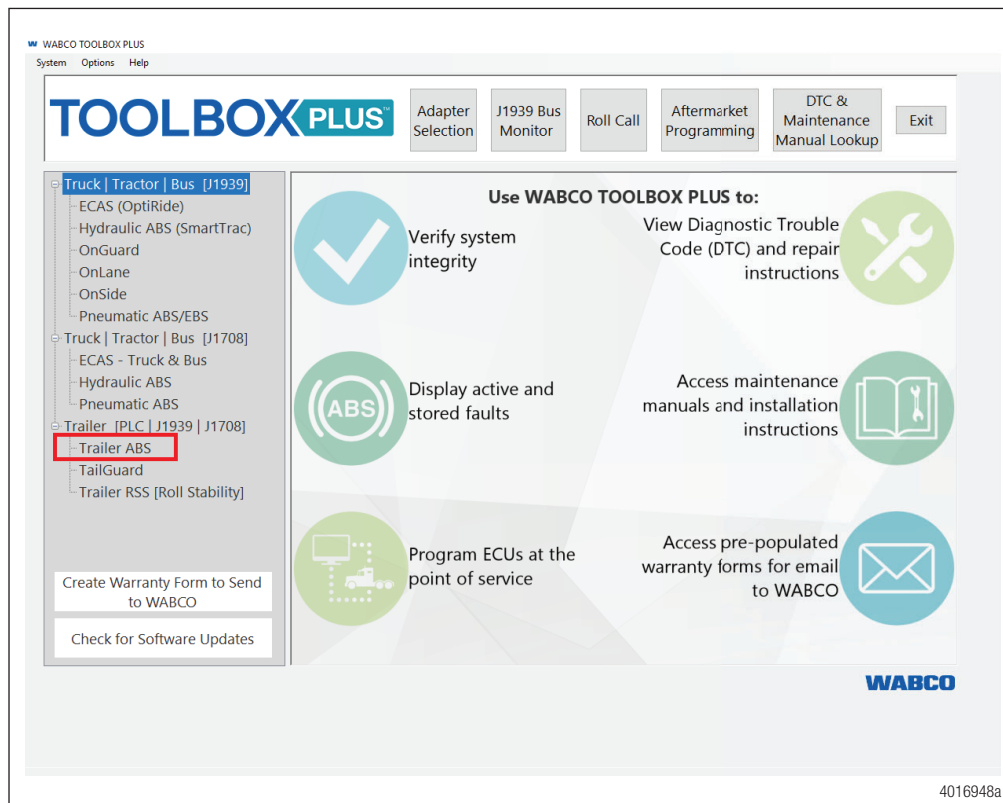 WABCO TOOLBOX PLUS
System Options Help
TOOLBOX PLUS™
Adapter
Selection
J1939 Bus
Monitor
Roll Call
Aftermarket
Programming
DTC &
Maintenance
Manual Lookup
Exit
Truck | Tractor | Bus [J1939]
ECAS (OptiRide)
Hydraulic ABS (SmartTrac)
OnGuard
OnLane
OnSide
Pneumatic ABS/EBS
Truck | Tractor | Bus [J1708]
ECAS - Truck & Bus
Hydraulic ABS
Pneumatic ABS
Trailer [PLC | J1939 | J1708]
Trailer ABS
TailGuard
Trailer RSS [Roll Stability]
Create Warranty Form to Send
to WABCO
Check for Software Updates
Use WABCO TOOLBOX PLUS to:
Verify system
integrity
View Diagnostic Trouble
Code (DTC) and repair
instructions
ABS
Display active and
stored faults
Access maintenance
manuals and installation
instructions
Program ECUs at the
point of service
Access pre-populated
warranty forms for email
to WABCO
WABCO
4016948a